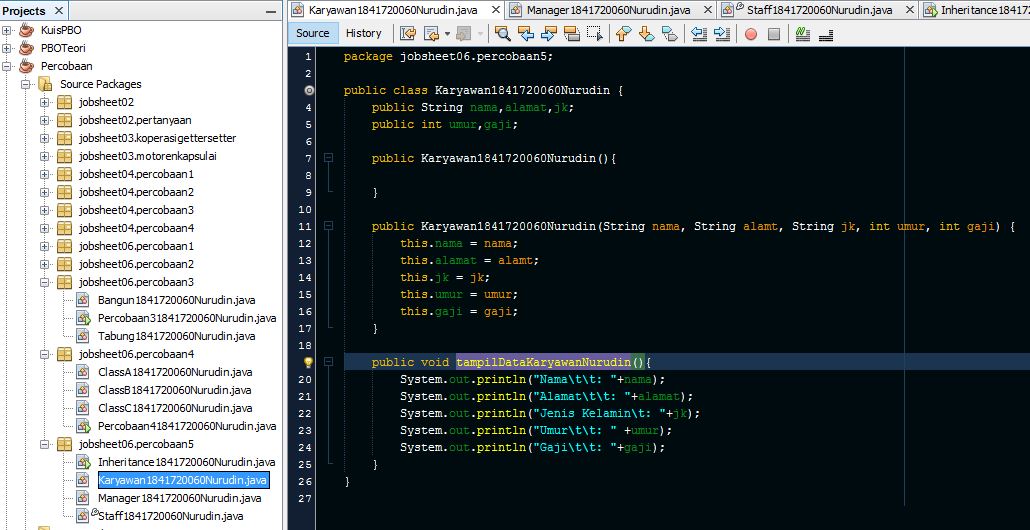 Projects
KuisPBO
PBOTeori
Percobaan
Source Packages
jobsheet02
jobsheet02.pertanyaan
jobsheet03.koperasigettersetter
jobsheet03.motorenkapsulai
jobsheet04.percobaan1
jobsheet04.percobaan2
jobsheet04.percobaan3
jobsheet04.percobaan4
jobsheet06.percobaan1
jobsheet06.percobaan2
jobsheet06.percobaan3
Bangun1841720060Nurudin.java
Percobaan31841720060Nurudin.java
Tabung1841720060Nurudin.java
jobsheet06.percobaan4
ClassA1841720060Nurudin.java
ClassB1841720060Nurudin.java
ClassC1841720060Nurudin.java
Percobaan41841720060Nurudin.java
jobsheet06.percobaan5
Inheritance1841720060Nurudin.java
Karyawan1841720060Nurudin.java
Manager1841720060Nurudin.java
Staff1841720060Nurudin.java
Karyawan1841720060Nurudin.java Manager1841720060Nurudin.java Staff1841720060Nurudin.java Inheritance1841720060Nurudin.java
Source History
1 package jobsheet06.percobaan5;
2
public class Karyawan1841720060Nurudin {
4 public String nama,alamat,jk;
5 public int umur,gaji;
6
7 public Karyawan1841720060Nurudin(){
8
9 }
10
11 public Karyawan1841720060Nurudin(String nama, String alamt, String jk, int umur, int gaji) {
12 this.nama = nama;
13 this.alamat = alamt;
14 this.jk = jk;
15 this.umur = umur;
16 this.gaji = gaji;
17 }
18
public void tampilDataKaryawanNurudin(){
20 System.out.println("Nama\t\t: "+nama);
21 System.out.println("Alamat\t\t: "+alamat);
22 System.out.println("Jenis Kelamin\t: "+jk);
23 System.out.println("Umur\t\t: " +umur);
24 System.out.println("Gaji\t\t: "+gaji);
25 }
26 }
27